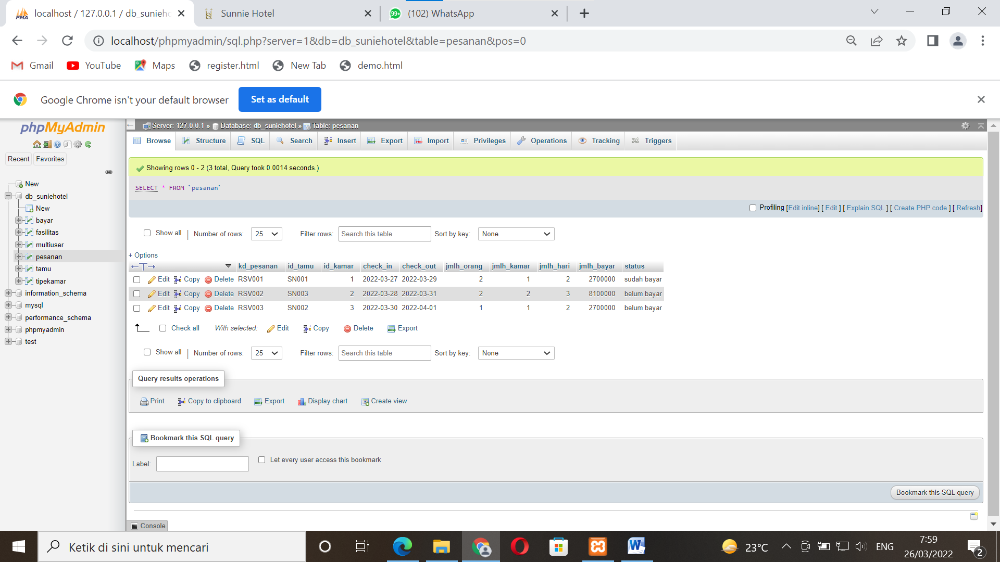 localhost / 127.0.0.1 / db_sunieh
Sunnie Hotel
99+ (102) WhatsApp
localhost/phpmyadmin/sql.php?server=1&db=db_suniehotel&table=pesanan&pos=0
Gmail YouTube Maps register.html New Tab demo.html
Google Chrome isn't your default browser Set as default
phpMyAdmin
Recent Favorites
New
db_suniehotel
New
bayar
fasilitas
multiuser
pesanan
tamu
tipekamar
information_schema
mysql
performance_schema
phpmyadmin
test
Server: 127.0.0.1 » Database: db_suniehotel » Table: pesanan
Browse Structure SQL Search Insert Export Import Privileges Operations Tracking Triggers
Showing rows 0 - 2 (3 total, Query took 0.0014 seconds.)
SELECT * FROM `pesanan`
Profiling [Edit inline] [ Edit ] [ Explain SQL ] [ Create PHP code ] [ Refresh]
Show all | Number of rows: 25 Filter rows: Search this table Sort by key: None
+ Options
←T→ kd_pesanan id_tamu id_kamar check_in check_out jmlh_orang jmlh_kamar jmlh_hari jmlh_bayar status
Edit Copy Delete RSV001 SN001 1 2022-03-27 2022-03-29 2 1 2 2700000 sudah bayar
Edit Copy Delete RSV002 SN003 2 2022-03-28 2022-03-31 2 2 3 8100000 belum bayar
Edit Copy Delete RSV003 SN002 3 2022-03-30 2022-04-01 1 1 2 2700000 belum bayar
Check all With selected: Edit Copy Delete Export
Show all | Number of rows: 25 Filter rows: Search this table Sort by key: None
Query results operations
Print Copy to clipboard Export Display chart Create view
Bookmark this SQL query
Label: Let every user access this bookmark
Bookmark this SQL query
Console
Ketik di sini untuk mencari
23°C
ENG
7:59
26/03/2022
2